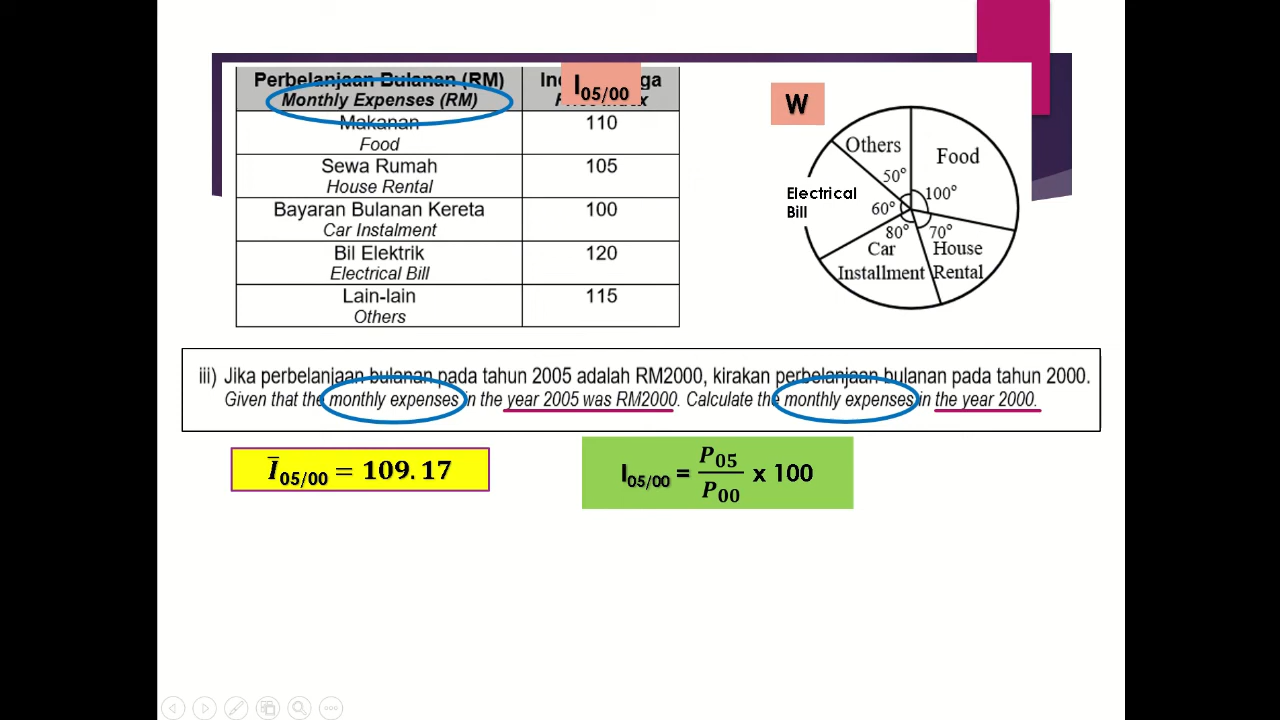 Perbelanjaan Bulanan (RM)
Monthly Expenses (RM)
I05/00
Makanan
Food
110
Sewa Rumah
House Rental
105
Bayaran Bulanan Kereta
Car Instalment
100
Bil Elektrik
Electrical Bill
120
Lain-lain
Others
115
W
Others
Food
50°
100°
Electrical
Bill
60°
80°
70°
Car
Installment
House
Rental
iii) Jika perbelanjaan bulanan pada tahun 2005 adalah RM2000, kirakan perbelanjaan bulanan pada tahun 2000.
Given that the monthly expenses in the year 2005 was RM2000. Calculate the monthly expenses in the year 2000.
Ī05/00 = 109.17
I05/00 = P05/P00 x 100